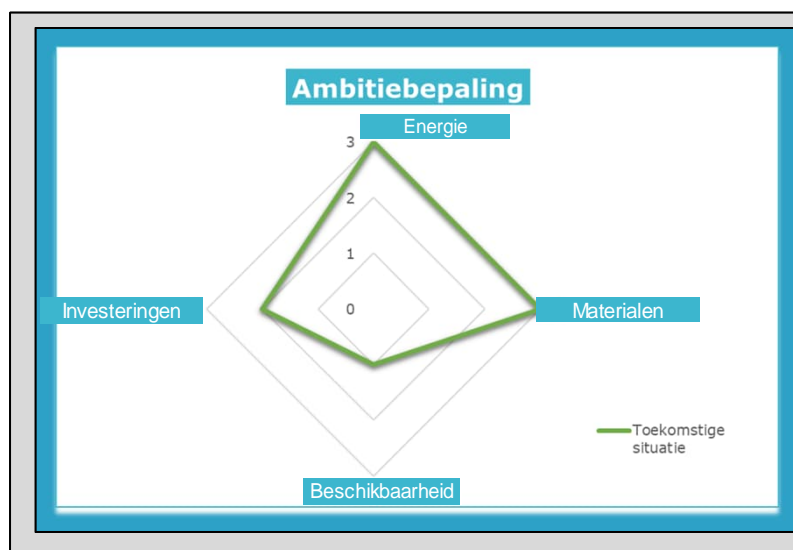 Ambitiebepaling
Energie
3
2
1
0
Investeringen
Materialen
Toekomstige
situatie
Beschikbaarheid